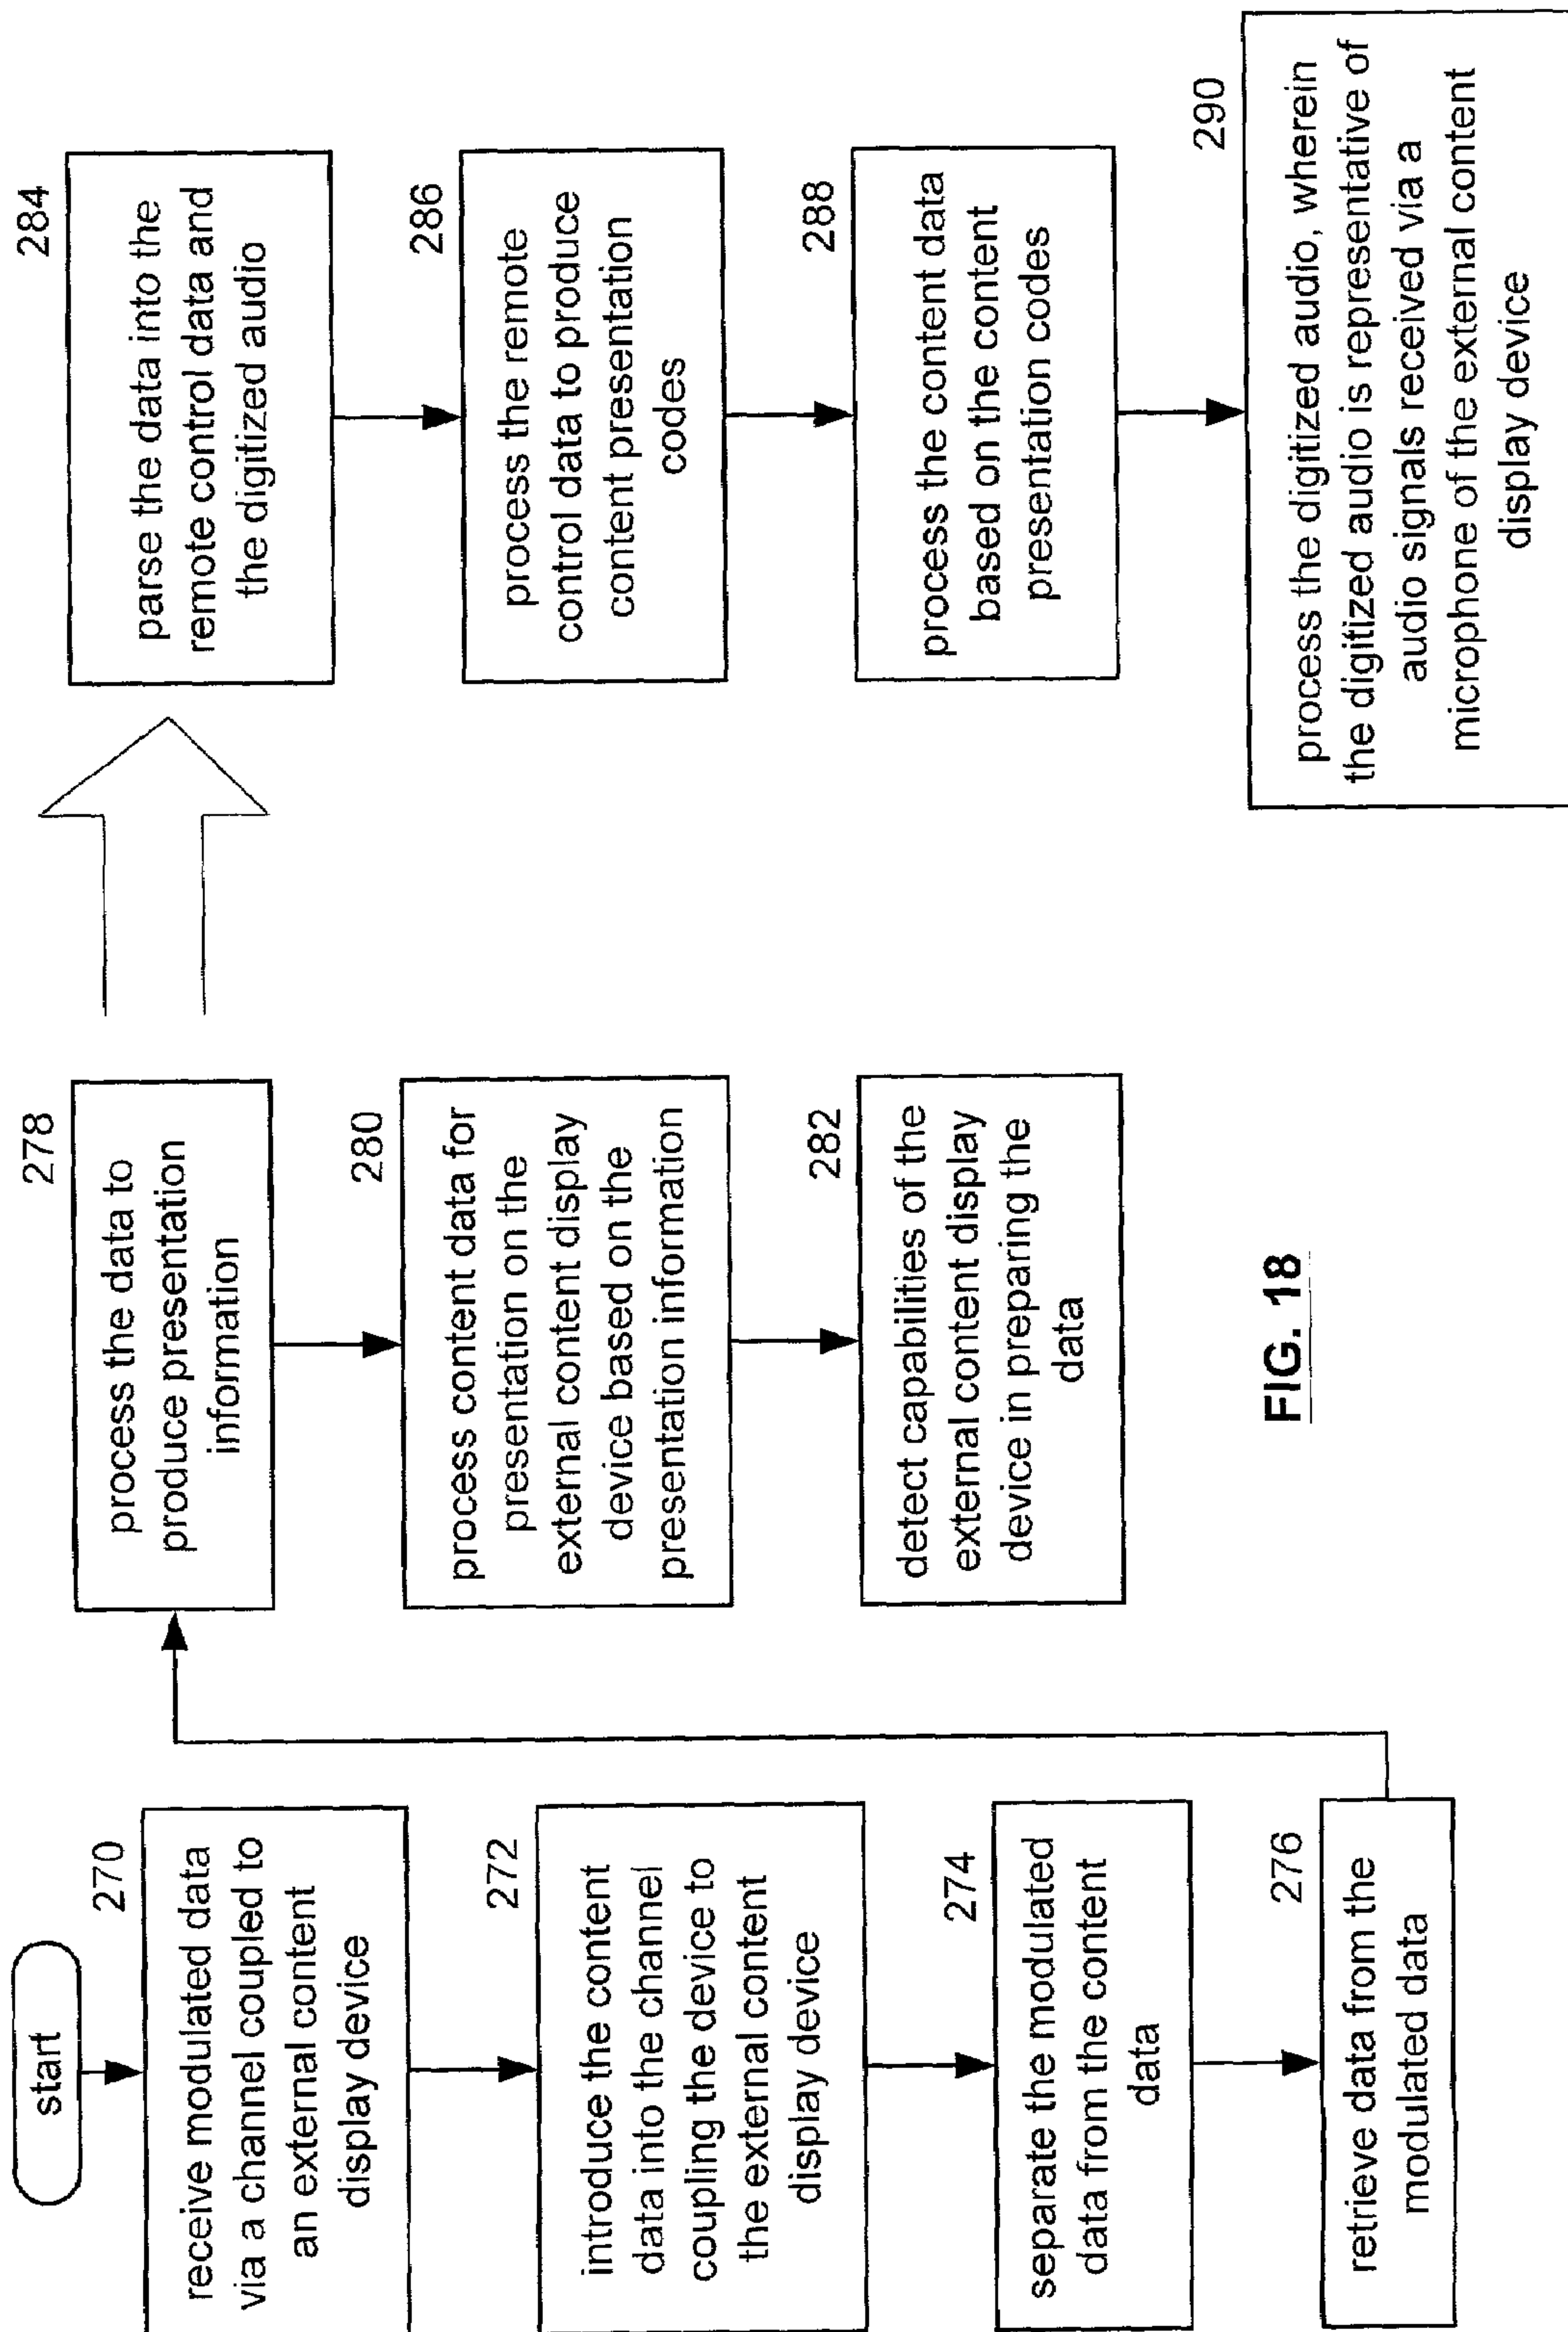 start
270
receive modulated data
via a channel coupled to
an external content
display device
272
introduce the content
data into the channel
coupling the device to
the external content
display device
274
separate the modulated
data from the content
data
276
retrieve data from the
modulated data
278
process the data to
produce presentation
information
280
process content data for
presentation on the
external content display
device based on the
presentation information
282
detect capabilities of the
external content display
device in preparing the
data
284
parse the data into the
remote control data and
the digitized audio
286
process the remote
control data to produce
content presentation
codes
288
process the content data
based on the content
presentation codes
290
process the digitized audio, wherein
the digitized audio is representative of
audio signals received via a
microphone of the external content
display device
FIG. 18